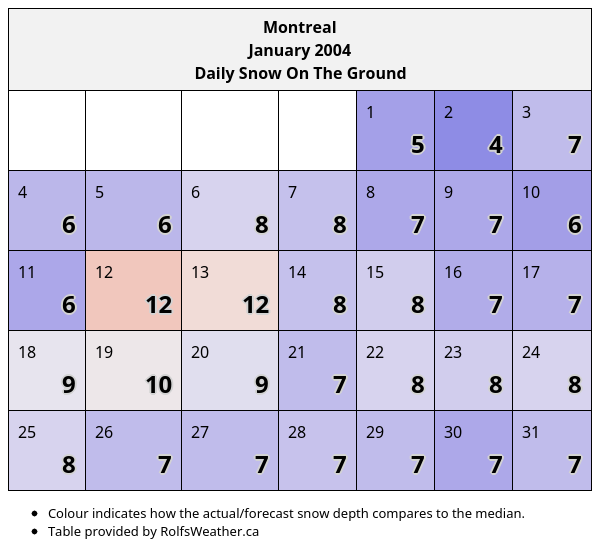 Montreal
January 2004
Daily Snow On The Ground
1 2 3
5 4 7
4 5 6 7 8 9 10
6 6 8 8 7 7 6
11 12 13 14 15 16 17
6 12 12 8 8 7 7
18 19 20 21 22 23 24
9 10 9 7 8 8 8
25 26 27 28 29 30 31
8 7 7 7 7 7 7
• Colour indicates how the actual/forecast snow depth compares to the median.
• Table provided by RolfsWeather.ca